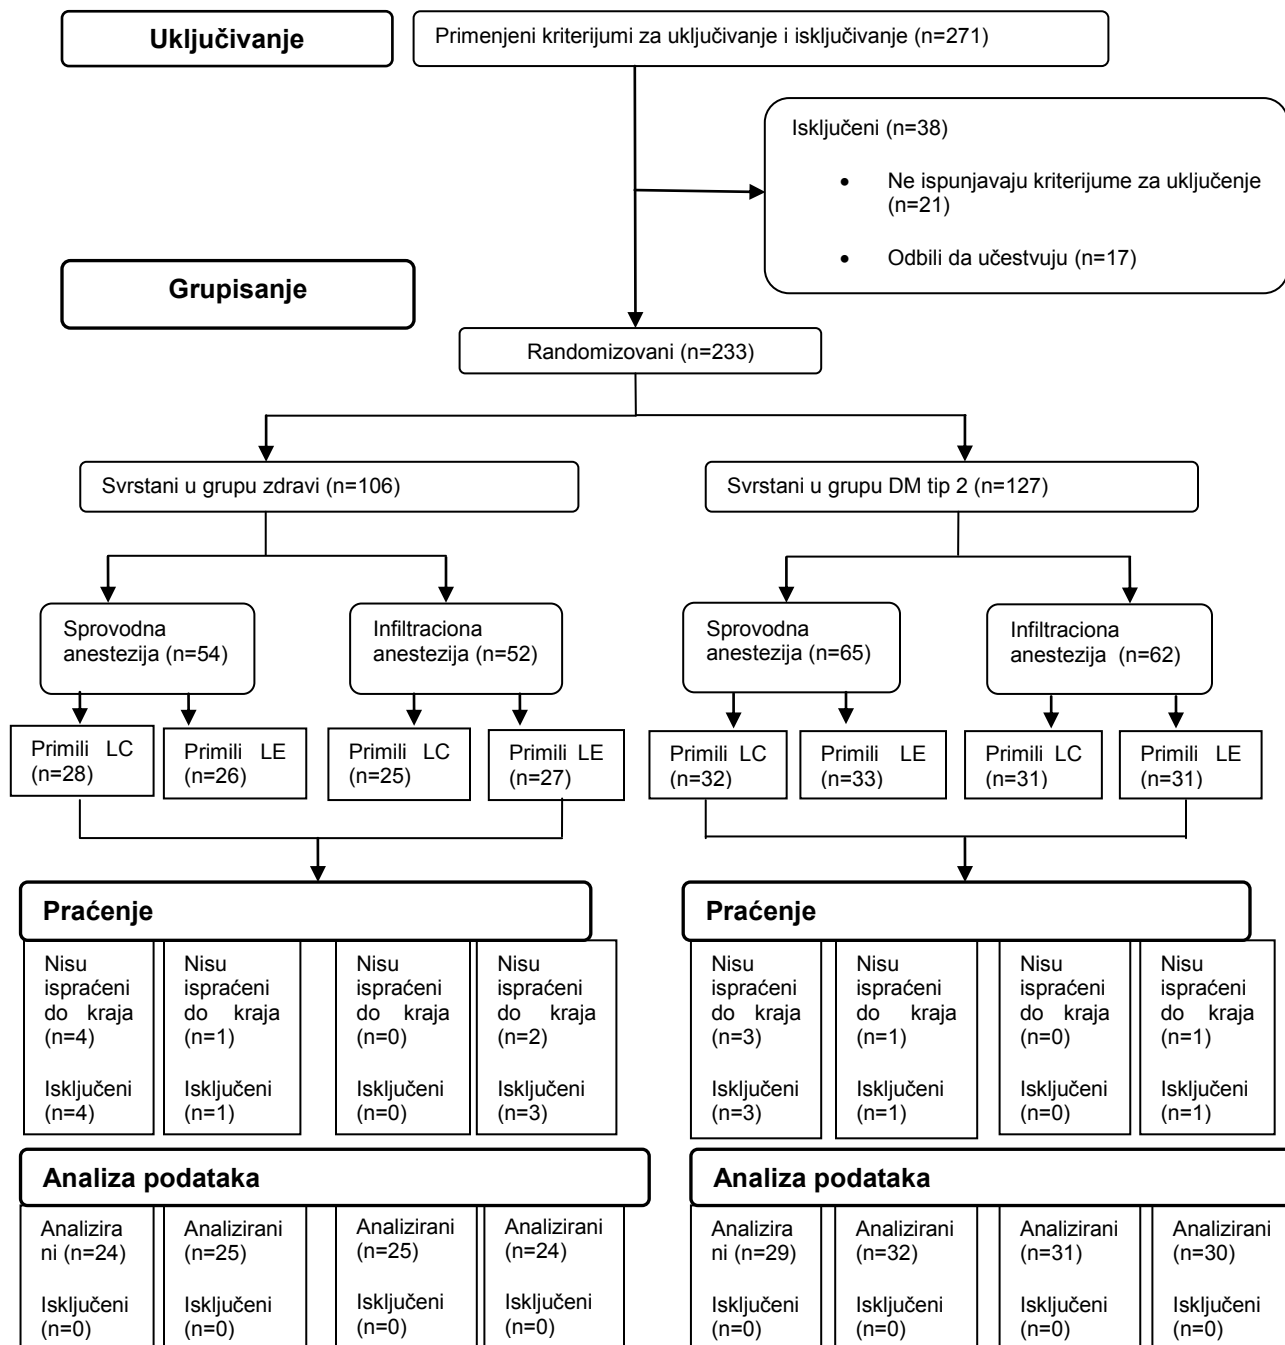 Uključivanje
Primenjeni kriterijumi za uključivanje i isključivanje (n=271)
Isključeni (n=38)
• Ne ispunjavaju kriterijume za uključenje
(n=21)
• Odbili da učestvuju (n=17)
Grupisanje
Randomizovani (n=233)
Svrstani u grupu zdravi (n=106)
Svrstani u grupu DM tip 2 (n=127)
Sprovodna
anestezija (n=54)
Infiltraciona
anestezija (n=52)
Sprovodna
anestezija (n=65)
Infiltraciona
anestezija (n=62)
Primili LC
(n=28)
Primili LE
(n=26)
Primili LC
(n=25)
Primili LE
(n=27)
Primili LC
(n=32)
Primili LE
(n=33)
Primili LC
(n=31)
Primili LE
(n=31)
Praćenje
Nisu
ispraćeni
do kraja
(n=4)
Isključeni
(n=4)
Nisu
ispraćeni
do kraja
(n=1)
Isključeni
(n=1)
Nisu
ispraćeni
do kraja
(n=0)
Isključeni
(n=0)
Nisu
ispraćeni
do kraja
(n=2)
Isključeni
(n=3)
Praćenje
Nisu
ispraćeni
do kraja
(n=3)
Isključeni
(n=3)
Nisu
ispraćeni
do kraja
(n=1)
Isključeni
(n=1)
Nisu
ispraćeni
do kraja
(n=0)
Isključeni
(n=0)
Nisu
ispraćeni
do kraja
(n=1)
Isključeni
(n=1)
Analiza podataka
Analizira
ni (n=24)
Isključeni
(n=0)
Analizirani
(n=25)
Isključeni
(n=0)
Analizirani
(n=25)
Isključeni
(n=0)
Analizirani
(n=24)
Isključeni
(n=0)
Analiza podataka
Analizira
ni (n=29)
Isključeni
(n=0)
Analizirani
(n=32)
Isključeni
(n=0)
Analizirani
(n=31)
Isključeni
(n=0)
Analizirani
(n=30)
Isključeni
(n=0)